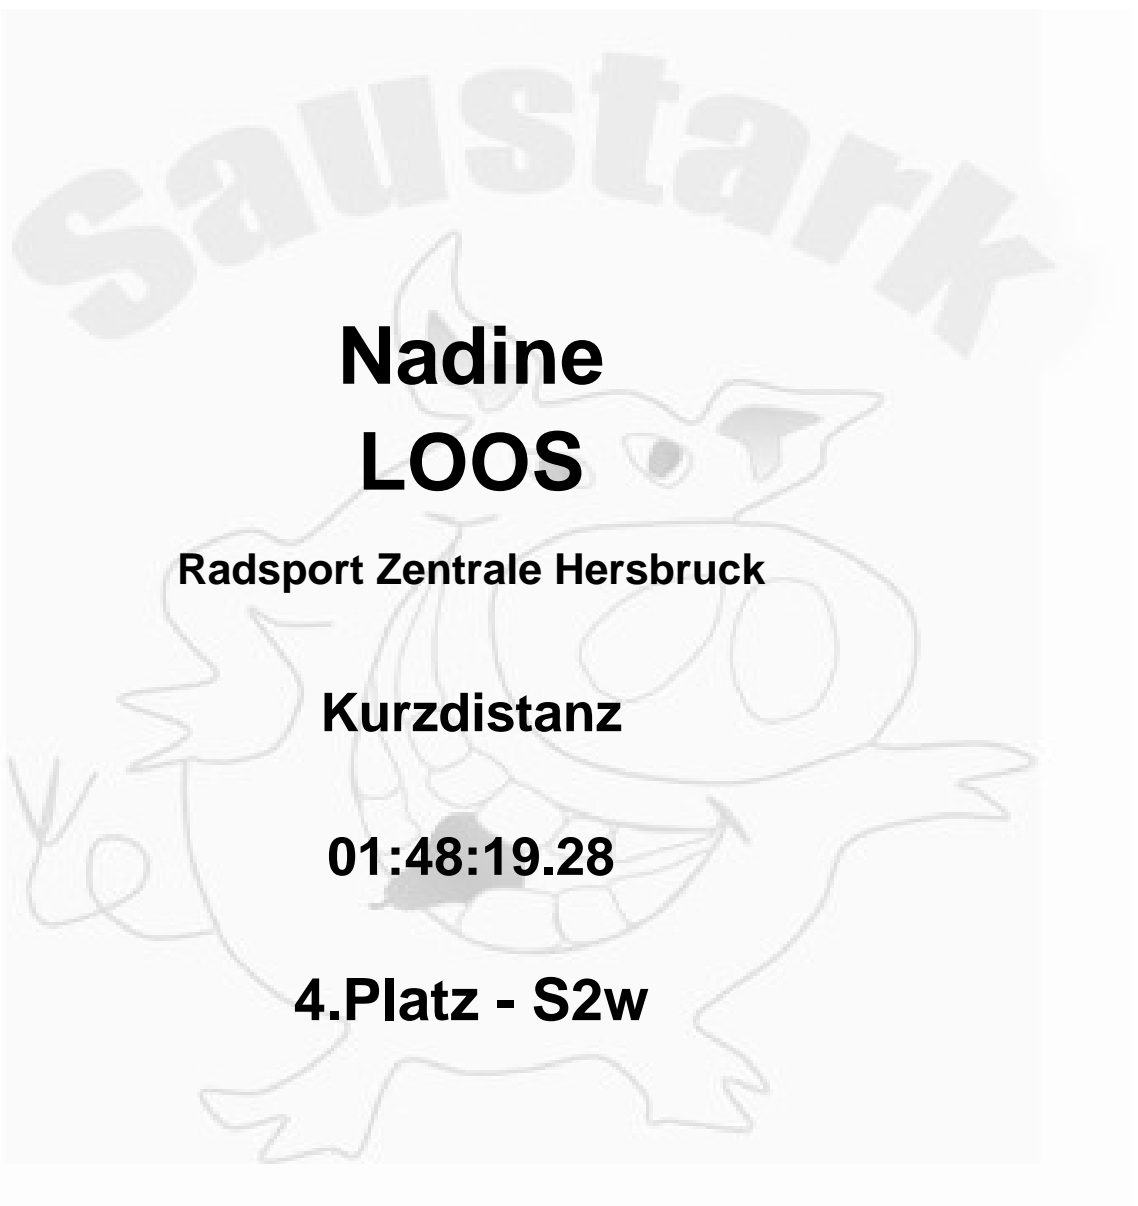 Saustark
Nadine
LOOS
Radsport Zentrale Hersbruck
Kurzdistanz
01:48:19.28
4.Platz - S2w